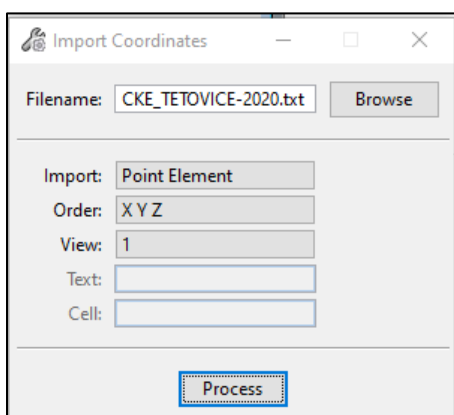 Import Coordinates
Filename: CKE_TETOVICE-2020.txt Browse
Import: Point Element
Order: X Y Z
View: 1
Text:
Cell:
Process